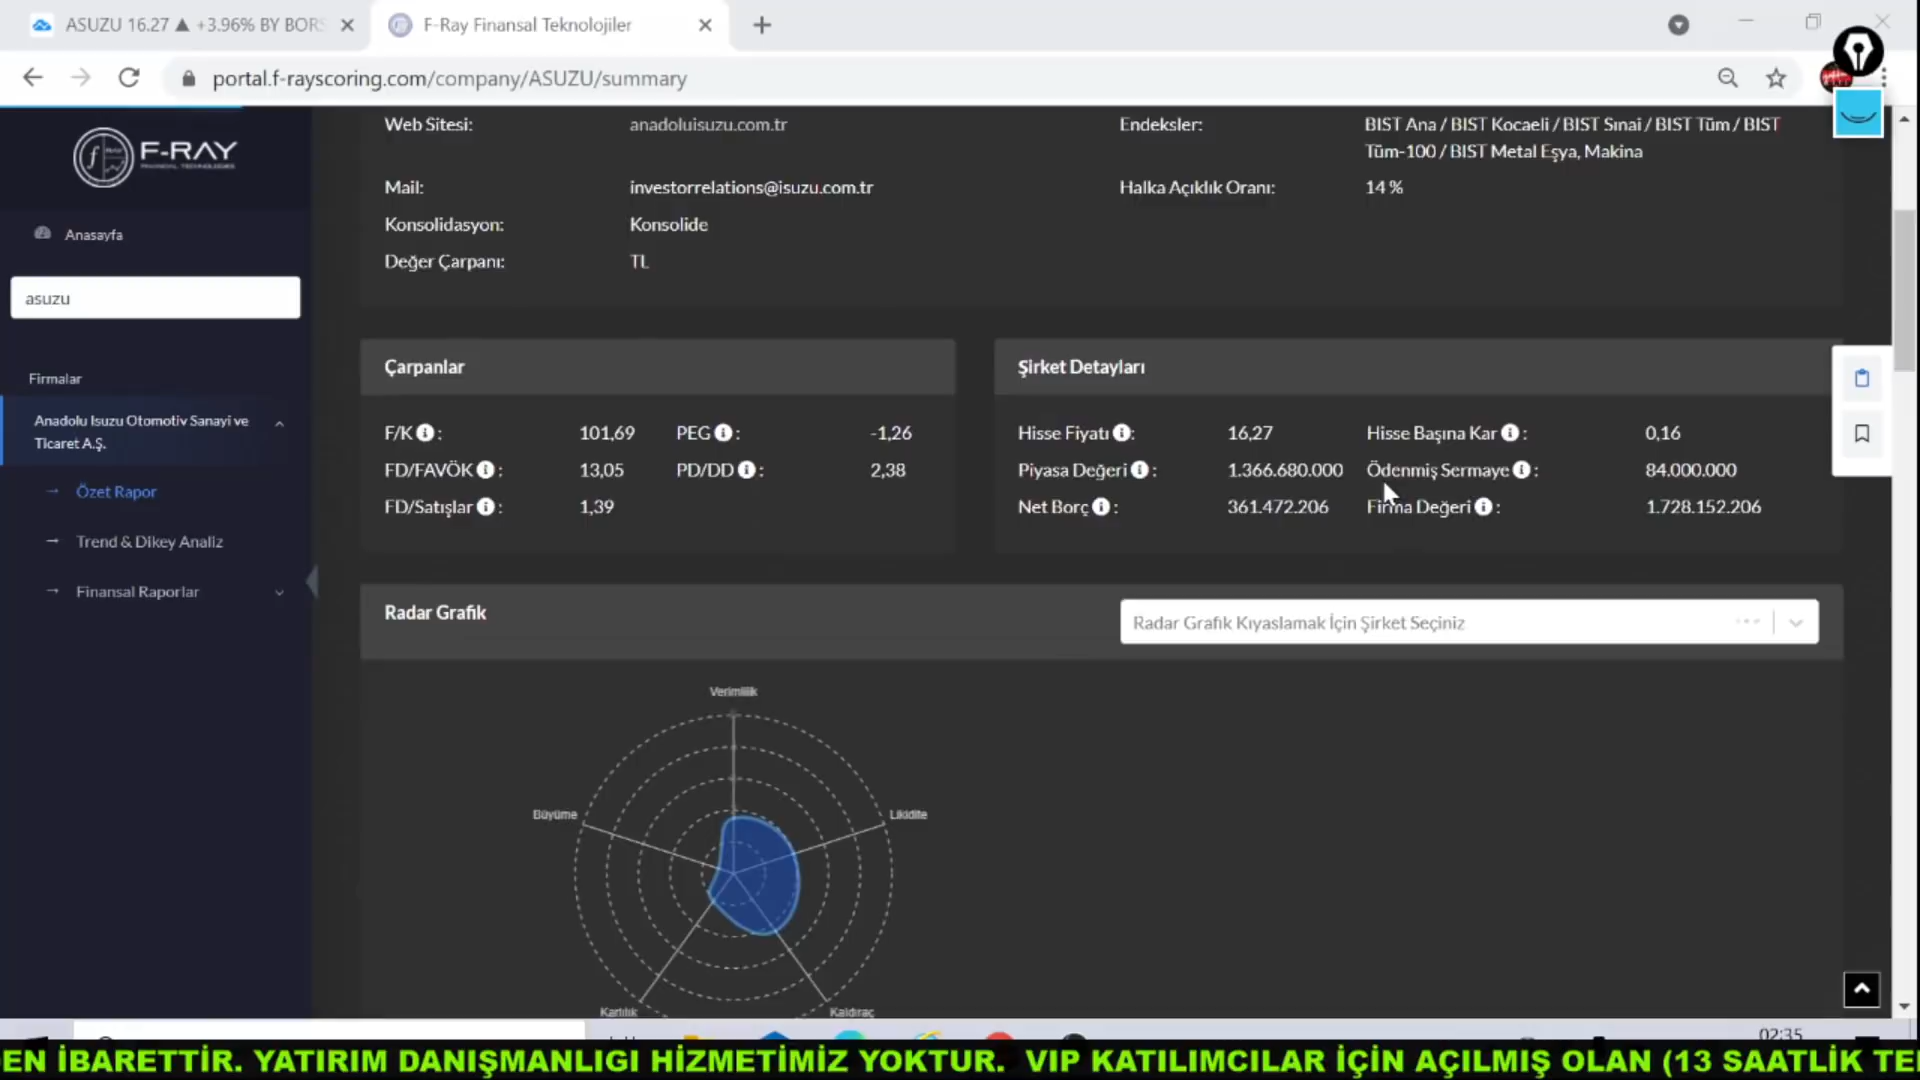 ASUZU 16.27 ▲ +3.96% BY BORS
F-Ray Finansal Teknolojiler
portal.f-rayscoring.com/company/ASUZU/summary
F-RAY
Anasayfa
asuzu
Firmalar
Anadolu Isuzu Otomotiv Sanayi ve
Ticaret A.Ş.
Özet Rapor
Trend & Dikey Analiz
Finansal Raporlar
Web Sitesi: anadoluisuzu.com.tr
Endeksler: BIST Ana / BIST Kocaeli / BIST Sınai / BIST Tüm / BIST
Tüm-100 / BIST Metal Eşya, Makina
Mail: investorrelations@isuzu.com.tr
Halka Açıklık Oranı: 14 %
Konsolidasyon: Konsolide
Değer Çarpanı: TL
Çarpanlar
F/K : 101,69 PEG : -1,26
FD/FAVÖK : 13,05 PD/DD : 2,38
FD/Satışlar : 1,39
Şirket Detayları
Hisse Fiyatı : 16,27 Hisse Başına Kar : 0,16
Piyasa Değeri : 1.366.680.000 Ödenmiş Sermaye : 84.000.000
Net Borç : 361.472.206 Firma Değeri : 1.728.152.206
Radar Grafik
Radar Grafik Kıyaslamak İçin Şirket Seçiniz
Verimlilik
Büyüme
Likidite
Karlılık
Kaldıraç
02:35
DEN İBARETTİR. YATIRIM DANIŞMANLIGI HİZMETİMİZ YOKTUR. VIP KATILIMCILAR İÇİN AÇILMIŞ OLAN (13 SAATLİK TE